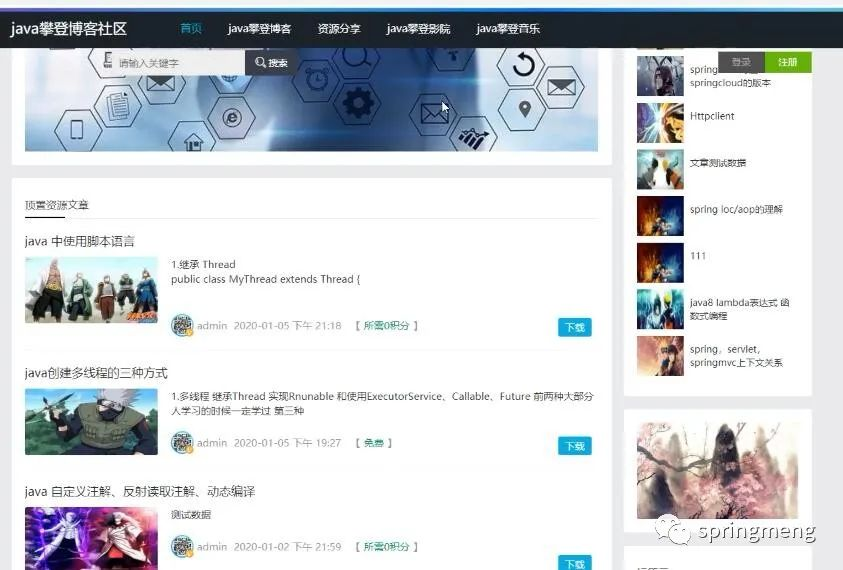 java攀登博客社区
首页
java攀登博客
资源分享
java攀登影院
java攀登音乐
请输入关键字
搜索
登录
注册
springcloud的版本
Httpclient
文章测试数据
spring ioc/aop的理解
111
java8 lambda表达式 函
数式编程
spring，servlet，
springmvc上下文关系
顶置资源文章
java 中使用脚本语言
1.继承 Thread
public class MyThread extends Thread {
admin 2020-01-05 下午 21:18 【 所需0积分 】
下载
java创建多线程的三种方式
1.多线程 继承Thread 实现Rnunable 和使用ExecutorService、Callable、Future 前两种大部分
人学习的时候一定学过 第三种
admin 2020-01-05 下午 19:27 【 免费 】
下载
java 自定义注解、反射读取注解、动态编译
测试数据
admin 2020-01-02 下午 21:59 【 所需0积分 】
下载
springmeng